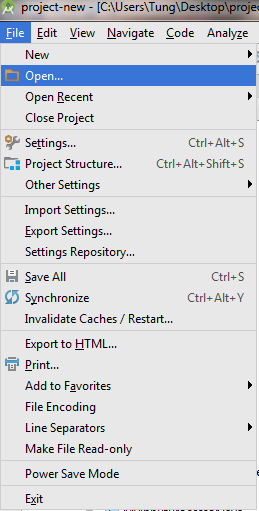 project-new - [C:\Users\Tung\Desktop\proje
File Edit View Navigate Code Analyze
New
Open...
Open Recent
Close Project
Settings... Ctrl+Alt+S
Project Structure... Ctrl+Alt+Shift+S
Other Settings
Import Settings...
Export Settings...
Settings Repository...
Save All Ctrl+S
Synchronize Ctrl+Alt+Y
Invalidate Caches / Restart...
Export to HTML...
Print...
Add to Favorites
File Encoding
Line Separators
Make File Read-only
Power Save Mode
Exit